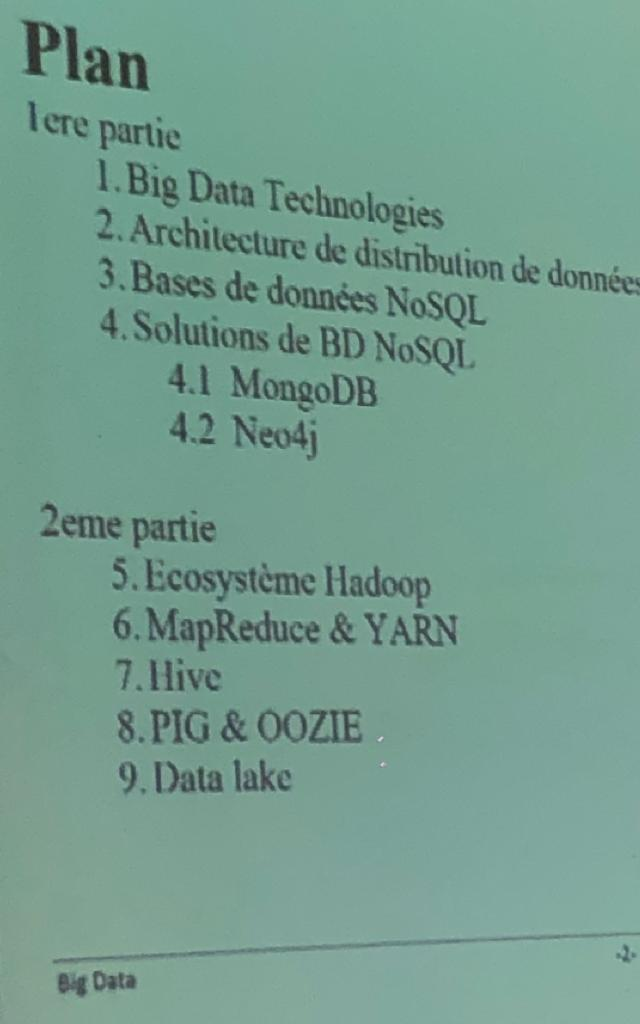 Plan
1ere partie
1. Big Data Technologies
2. Architecture de distribution de données
3. Bases de données NoSQL
4. Solutions de BD NoSQL
4.1 MongoDB
4.2 Neo4j
2eme partie
5. Ecosystème Hadoop
6. MapReduce & YARN
7. Hive
8. PIG & OOZIE
9. Data lake
Big Data
-2-